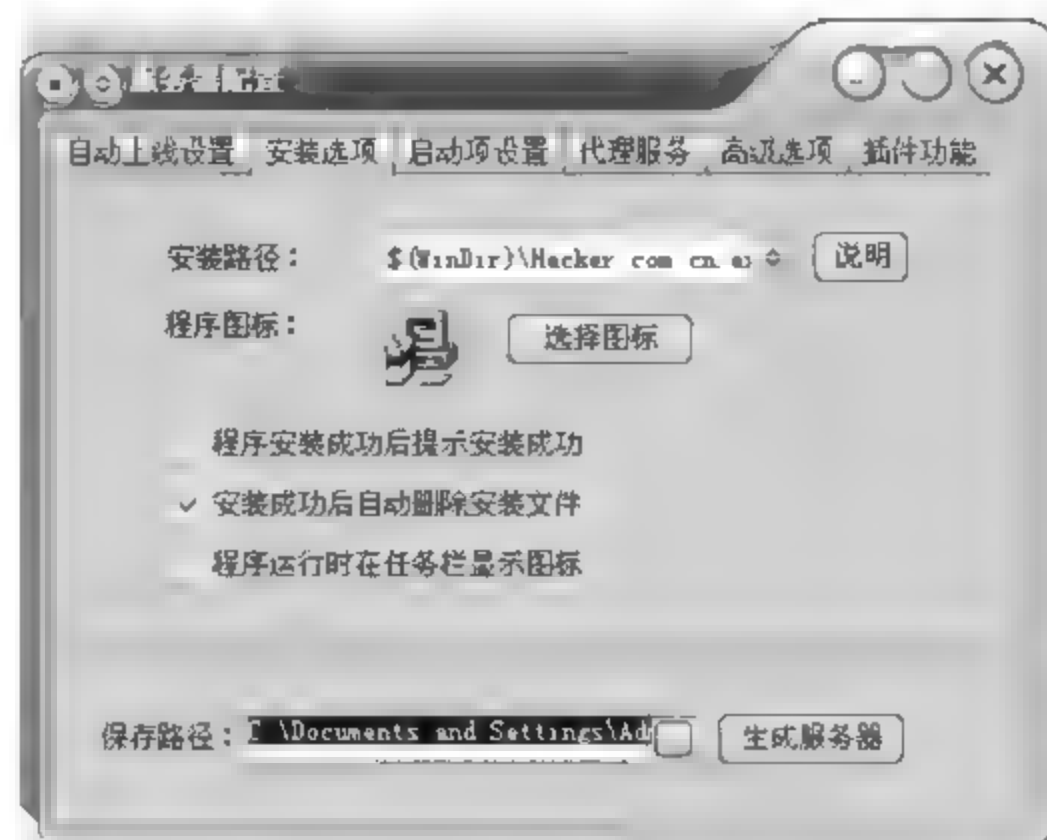 服务器配置
自动上线设置 安装选项 启动项设置 代理服务 高级选项 插件功能
安装路径： $(WinDir)\Hacker com cn 说明
程序图标： 选择图标
程序安装成功后提示安装成功
安装成功后自动删除安装文件
程序运行时在任务栏显示图标
保存路径： \Documents and Settings\Ad 生成服务器